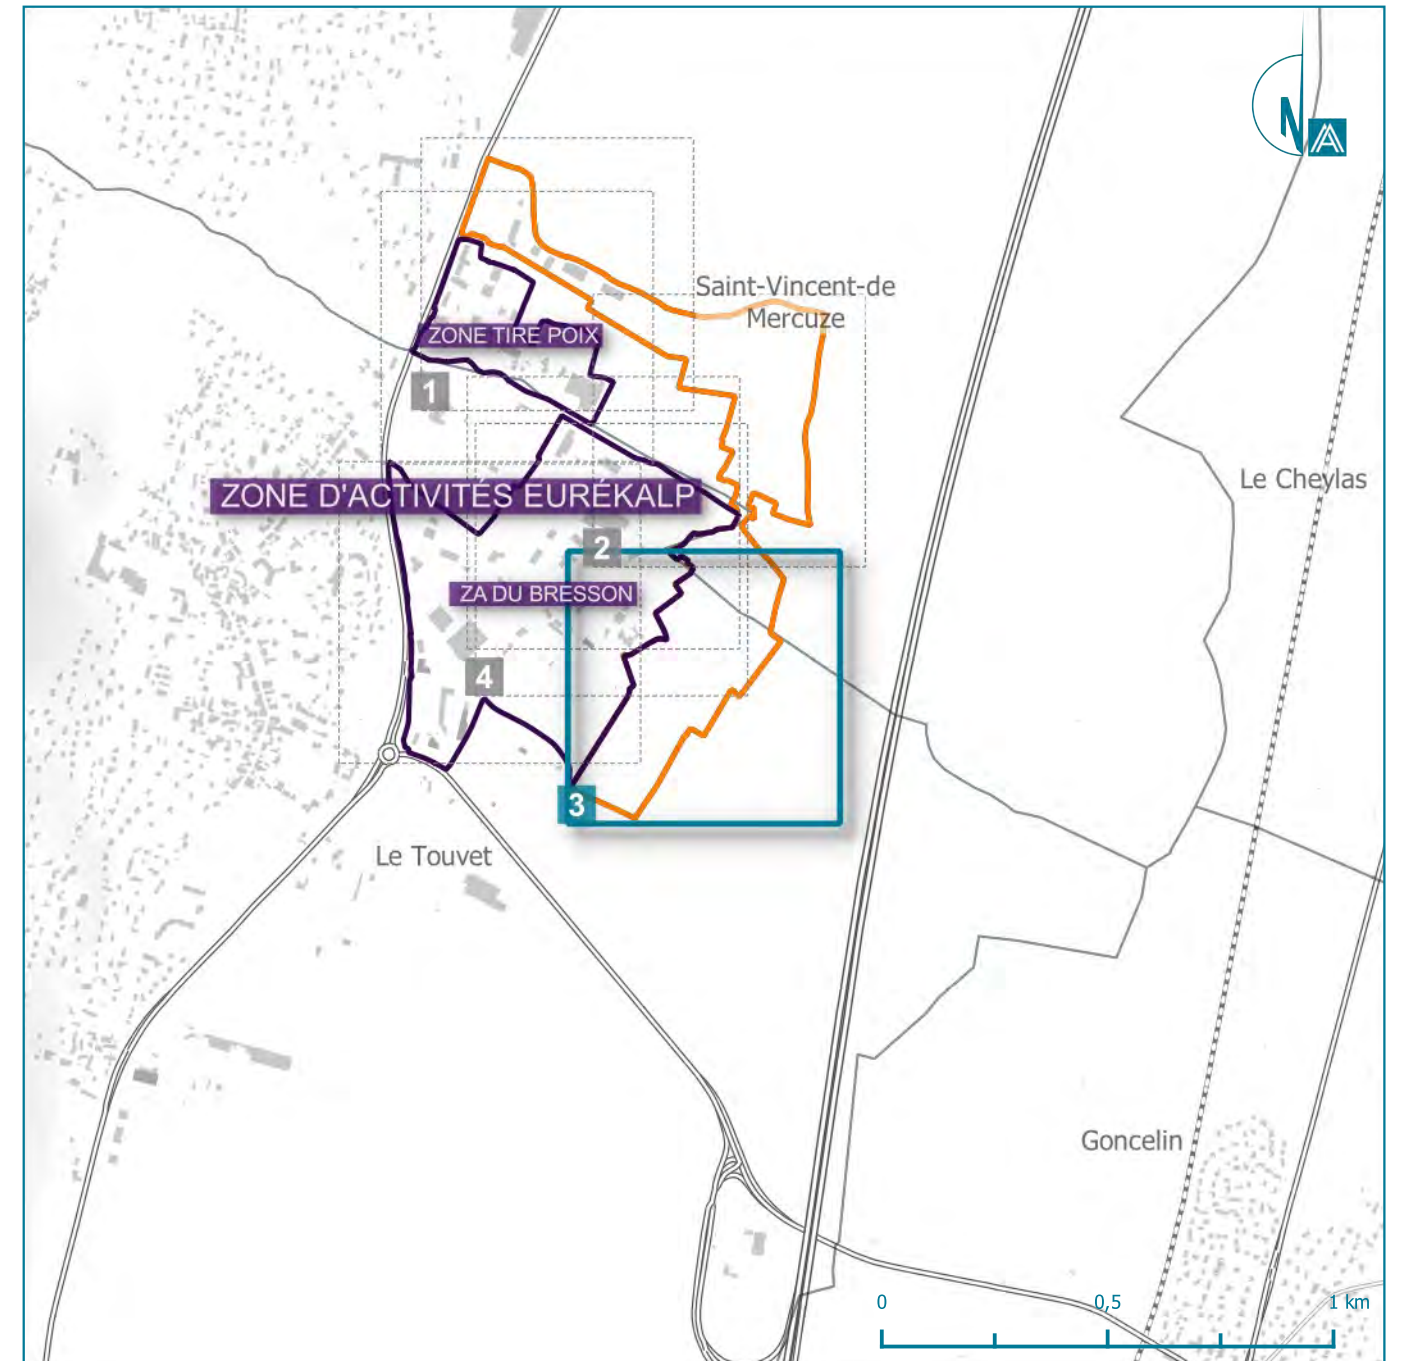 N
Saint-Vincent-de
Mercuze
ZONE TIRE POIX
1
Le Cheylas
ZONE D'ACTIVITÉS EURÉKALP
2
ZA DU BRESSON
4
3
Le Touvet
Goncelin
0 0,5 1 km